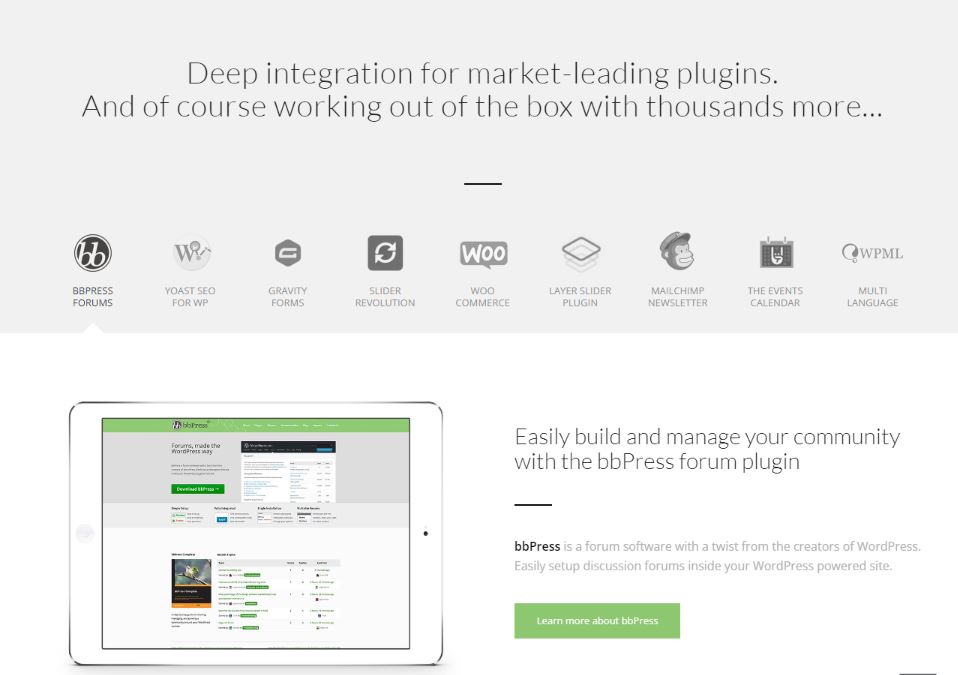 Deep integration for market-leading plugins.
And of course working out of the box with thousands more...
bb
W
WOO
WPML
BBPRESS
FORUMS
YOAST SEO
FOR WP
GRAVITY
FORMS
SLIDER
REVOLUTION
WOO
COMMERCE
LAYER SLIDER
PLUGIN
MAILCHIMP
NEWSLETTER
THE EVENTS
CALENDAR
MULTI
LANGUAGE
bbPress
Forums, made the
WordPress way
Download bbPress →
Easily build and manage your community
with the bbPress forum plugin
bbPress is a forum software with a twist from the creators of WordPress.
Easily setup discussion forums inside your WordPress powered site.
Learn more about bbPress